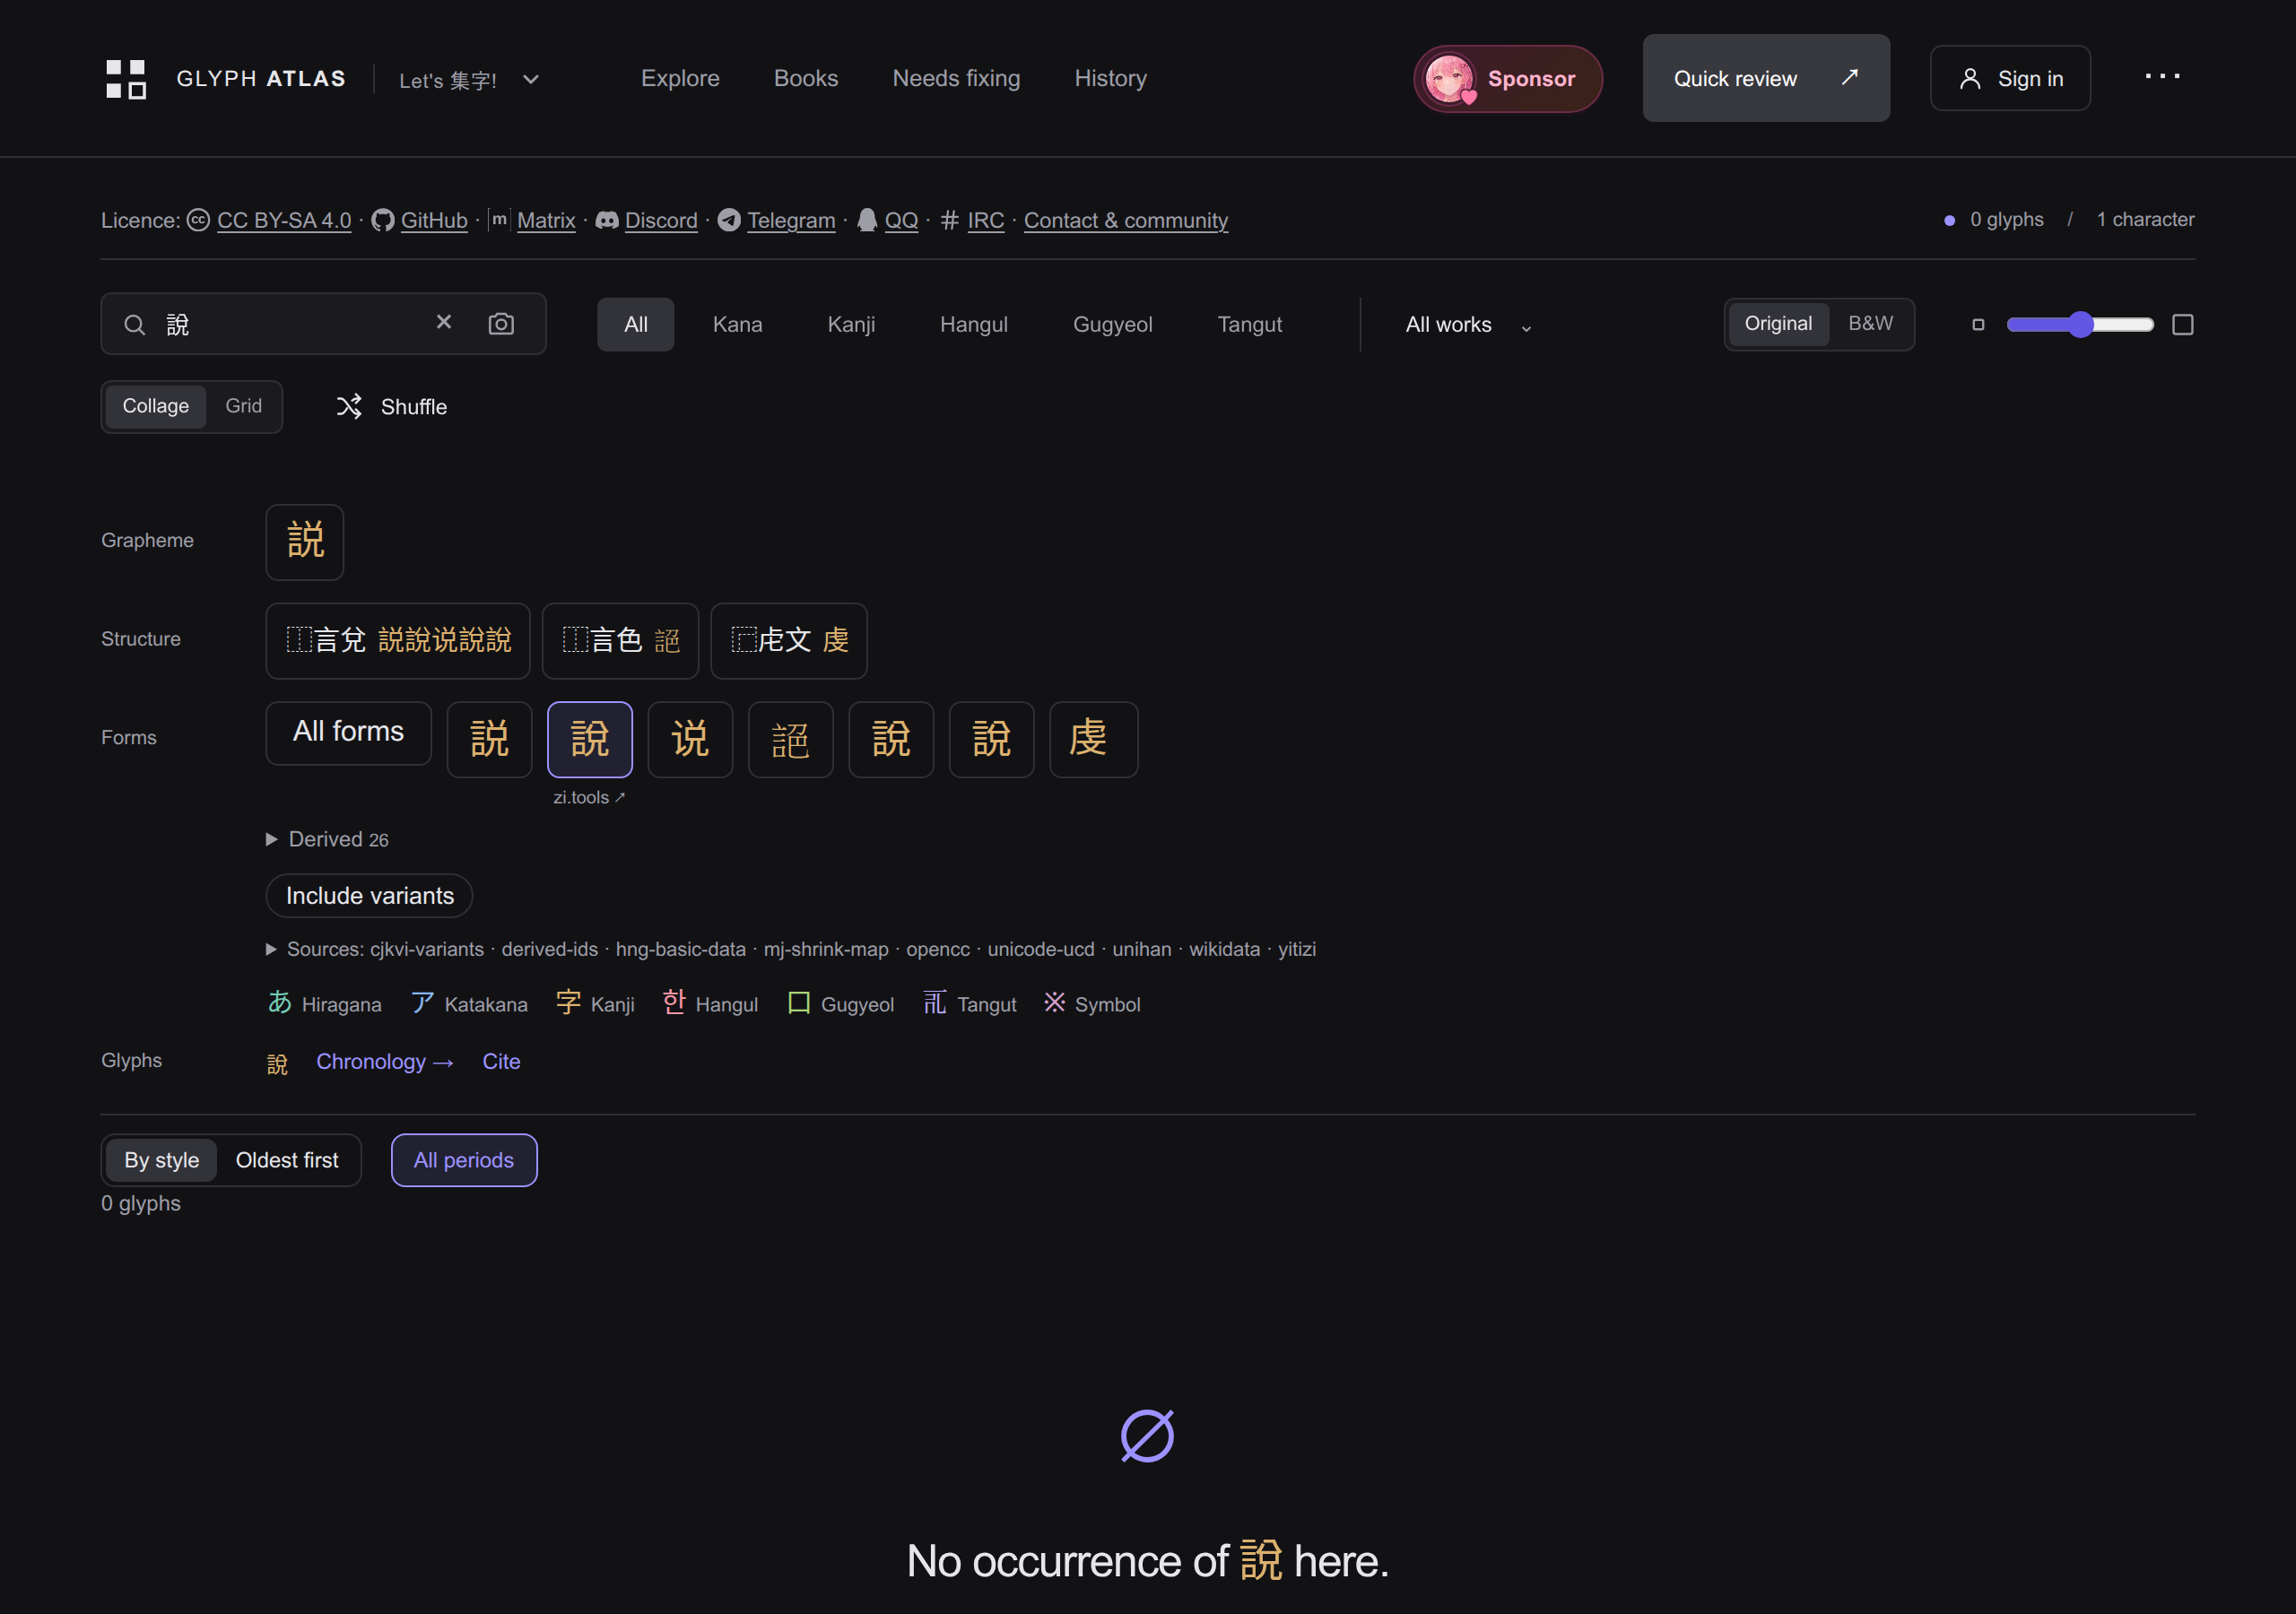 GLYPH ATLAS Let's 集字! Explore Books Needs fixing History Sponsor Quick review ↗ Sign in ···
Licence: CC BY-SA 4.0 · GitHub · [m] Matrix · Discord · Telegram · QQ · # IRC · Contact & community 0 glyphs / 1 character
說 × All Kana Kanji Hangul Gugyeol Tangut All works Original B&W
Collage Grid Shuffle
Grapheme 説
Structure ⿰言兌 説說说 ⿰言色 ⿸虍文 虔
Forms All forms 説 說 说 說 說 虔
zi.tools ↗
▶ Derived 26
Include variants
▶ Sources: cjkvi-variants · derived-ids · hng-basic-data · mj-shrink-map · opencc · unicode-ucd · unihan · wikidata · yitizi
あ Hiragana ア Katakana 字 Kanji 한 Hangul 口 Gugyeol Tangut ※ Symbol
Glyphs 說 Chronology → Cite
By style Oldest first All periods
0 glyphs
∅
No occurrence of 說 here.